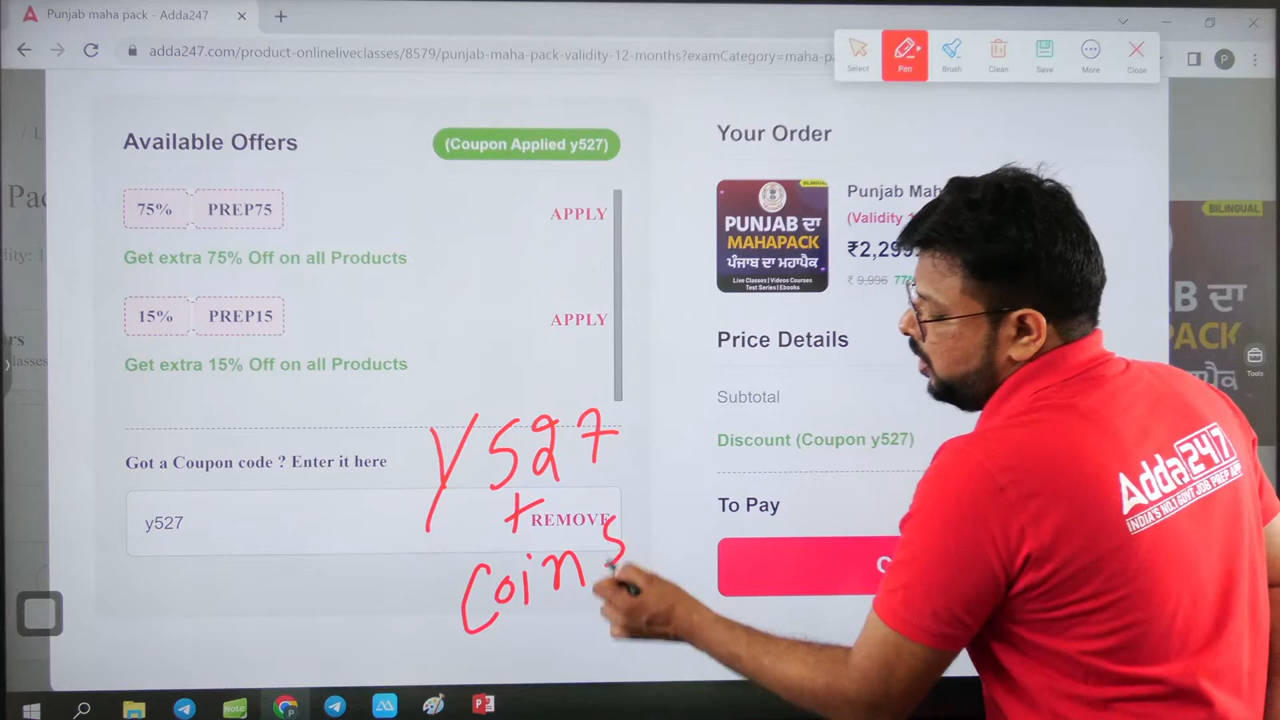 Punjab maha pack - Adda247
adda247.com/product-onlineliveclasses/8579/punjab-maha-pack-validity-12-months?examCategory=maha-pa
Select
Pen
Brush
Clean
Save
More
Close
P
Available Offers
(Coupon Applied y527)
75% PREP75
APPLY
Get extra 75% Off on all Products
15% PREP15
APPLY
Get extra 15% Off on all Products
Got a Coupon code ? Enter it here
y527
REMOVE
Y527
+
Coins
Your Order
BILINGUAL
PUNJAB ਦਾ
MAHAPACK
ਪੰਜਾਬ ਦਾ ਮਹਾਪੈਕ
Live Classes | Videos Courses
Test Series | Ebooks
Punjab Mah
(Validity 1
₹2,299
₹ 9,996 77%
Price Details
Subtotal
Discount (Coupon y527)
To Pay
C
Adda247
INDIA'S NO.1 GOVT JOB PREP APP
BILINGUAL
B ਦਾ
PACK
Tools
Note